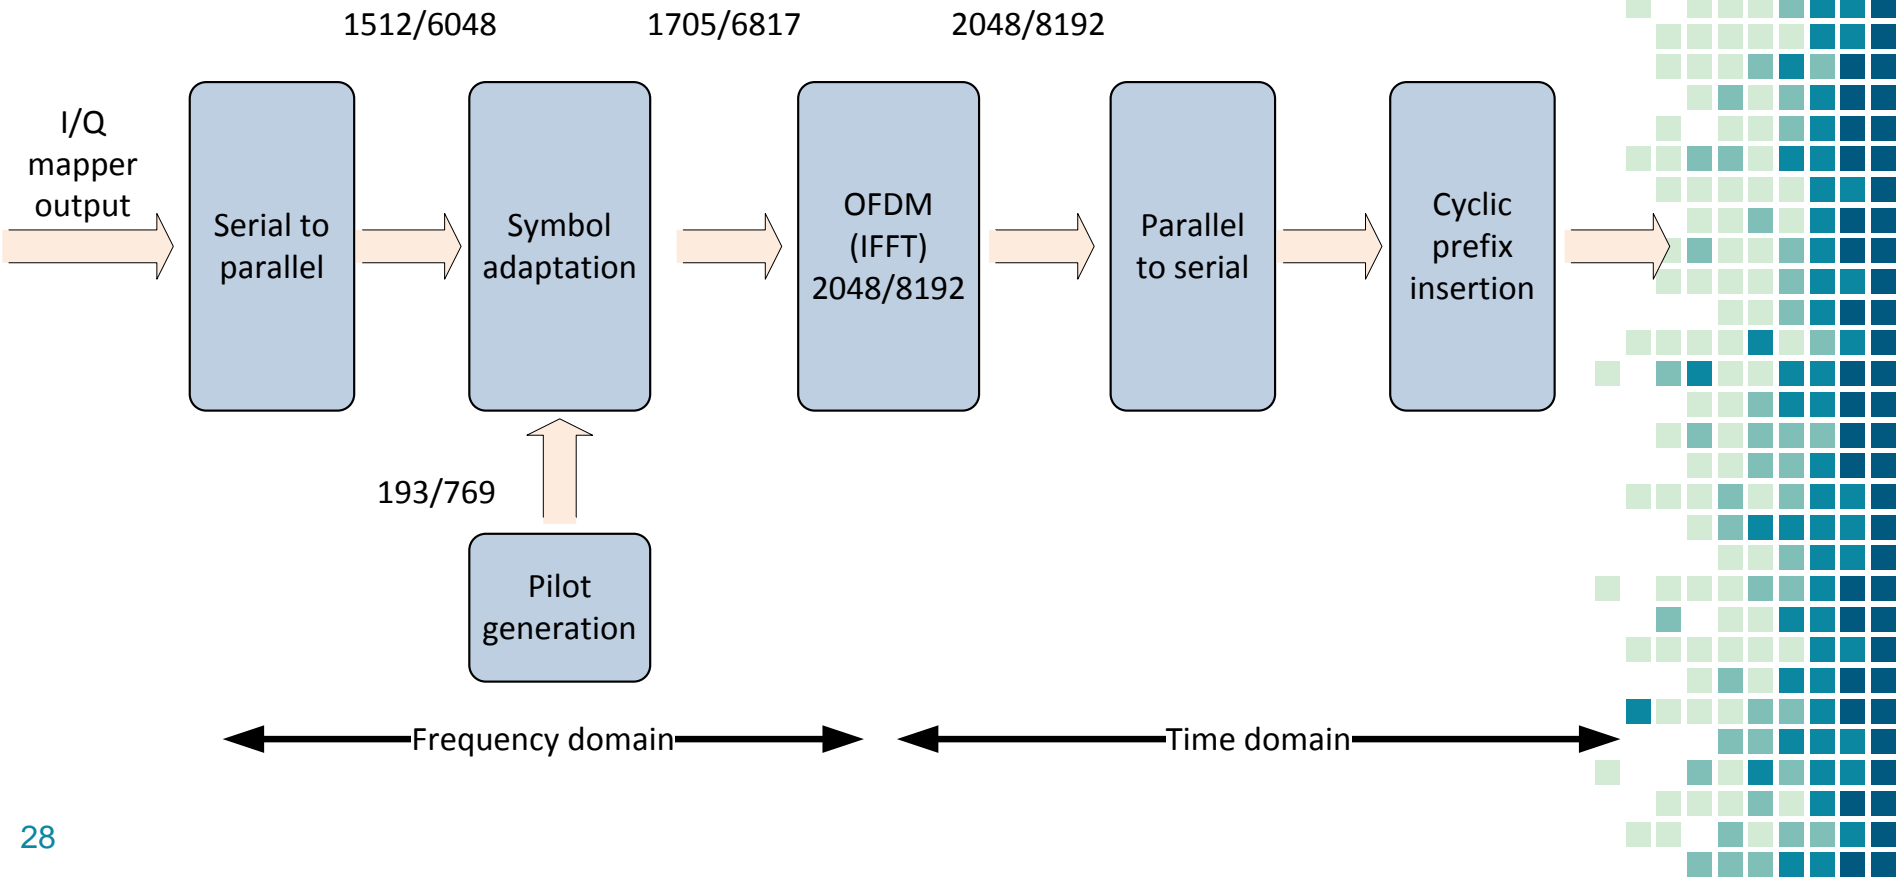 1512/6048
1705/6817
2048/8192
I/Q
mapper
output
Serial to
parallel
Symbol
adaptation
OFDM
(IFFT)
2048/8192
Parallel
to serial
Cyclic
prefix
insertion
193/769
Pilot
generation
Frequency domain
Time domain
28